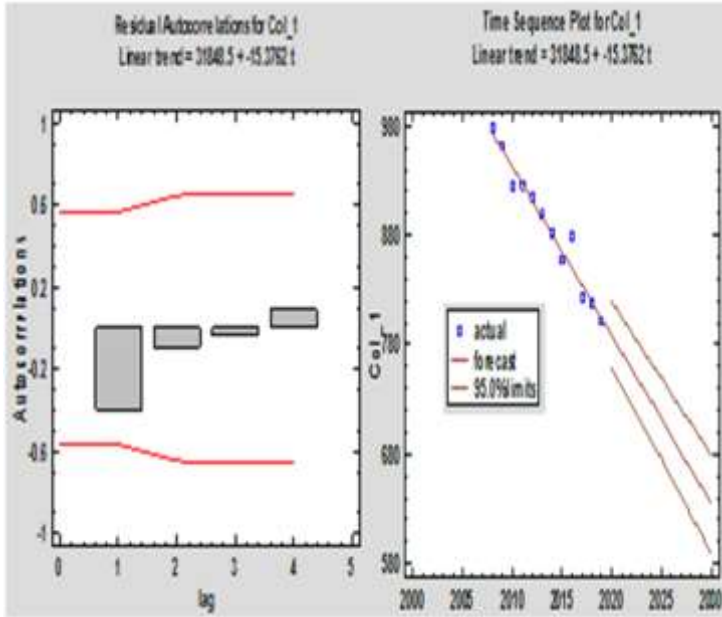 Residual Autocorrelations for Col_1
Linear trend = 31848.5 + -15.3762 t
Autocorrelations
1
0.6
0.2
-0.2
-0.6
-1
0 1 2 3 4 5
lag
Time Sequence Plot for Col_1
Linear trend = 31848.5 + -15.3762 t
Col_1
980
880
780
680
580
actual
forecast
95.0% limits
2000 2005 2010 2015 2020 2025 2030